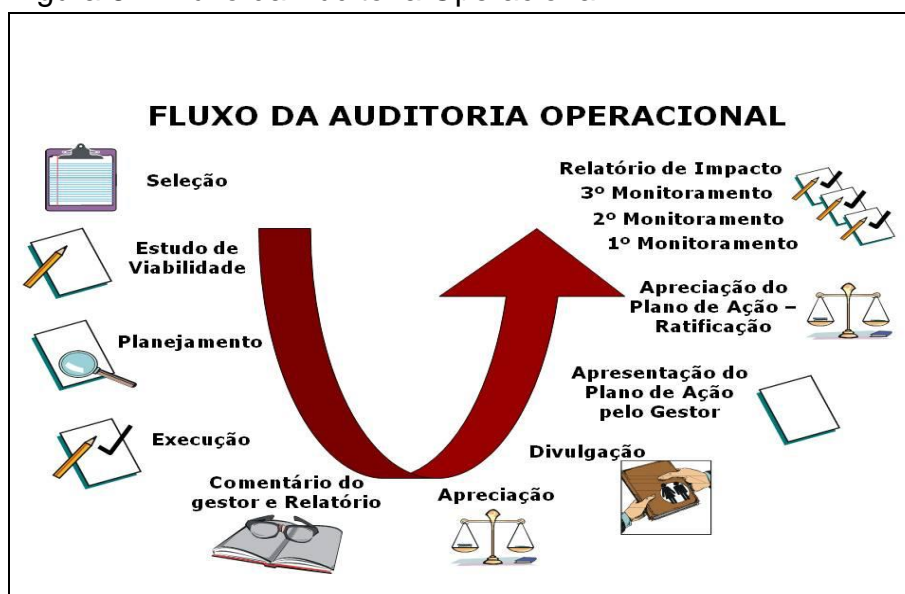 FLUXO DA AUDITORIA OPERACIONAL
Seleção
Estudo de
Viabilidade
Planejamento
Execução
Comentário do
gestor e Relatório
Apreciação
Divulgação
Apresentação do
Plano de Ação
pelo Gestor
Apreciação do
Plano de Ação –
Ratificação
1º Monitoramento
2º Monitoramento
3º Monitoramento
Relatório de Impacto